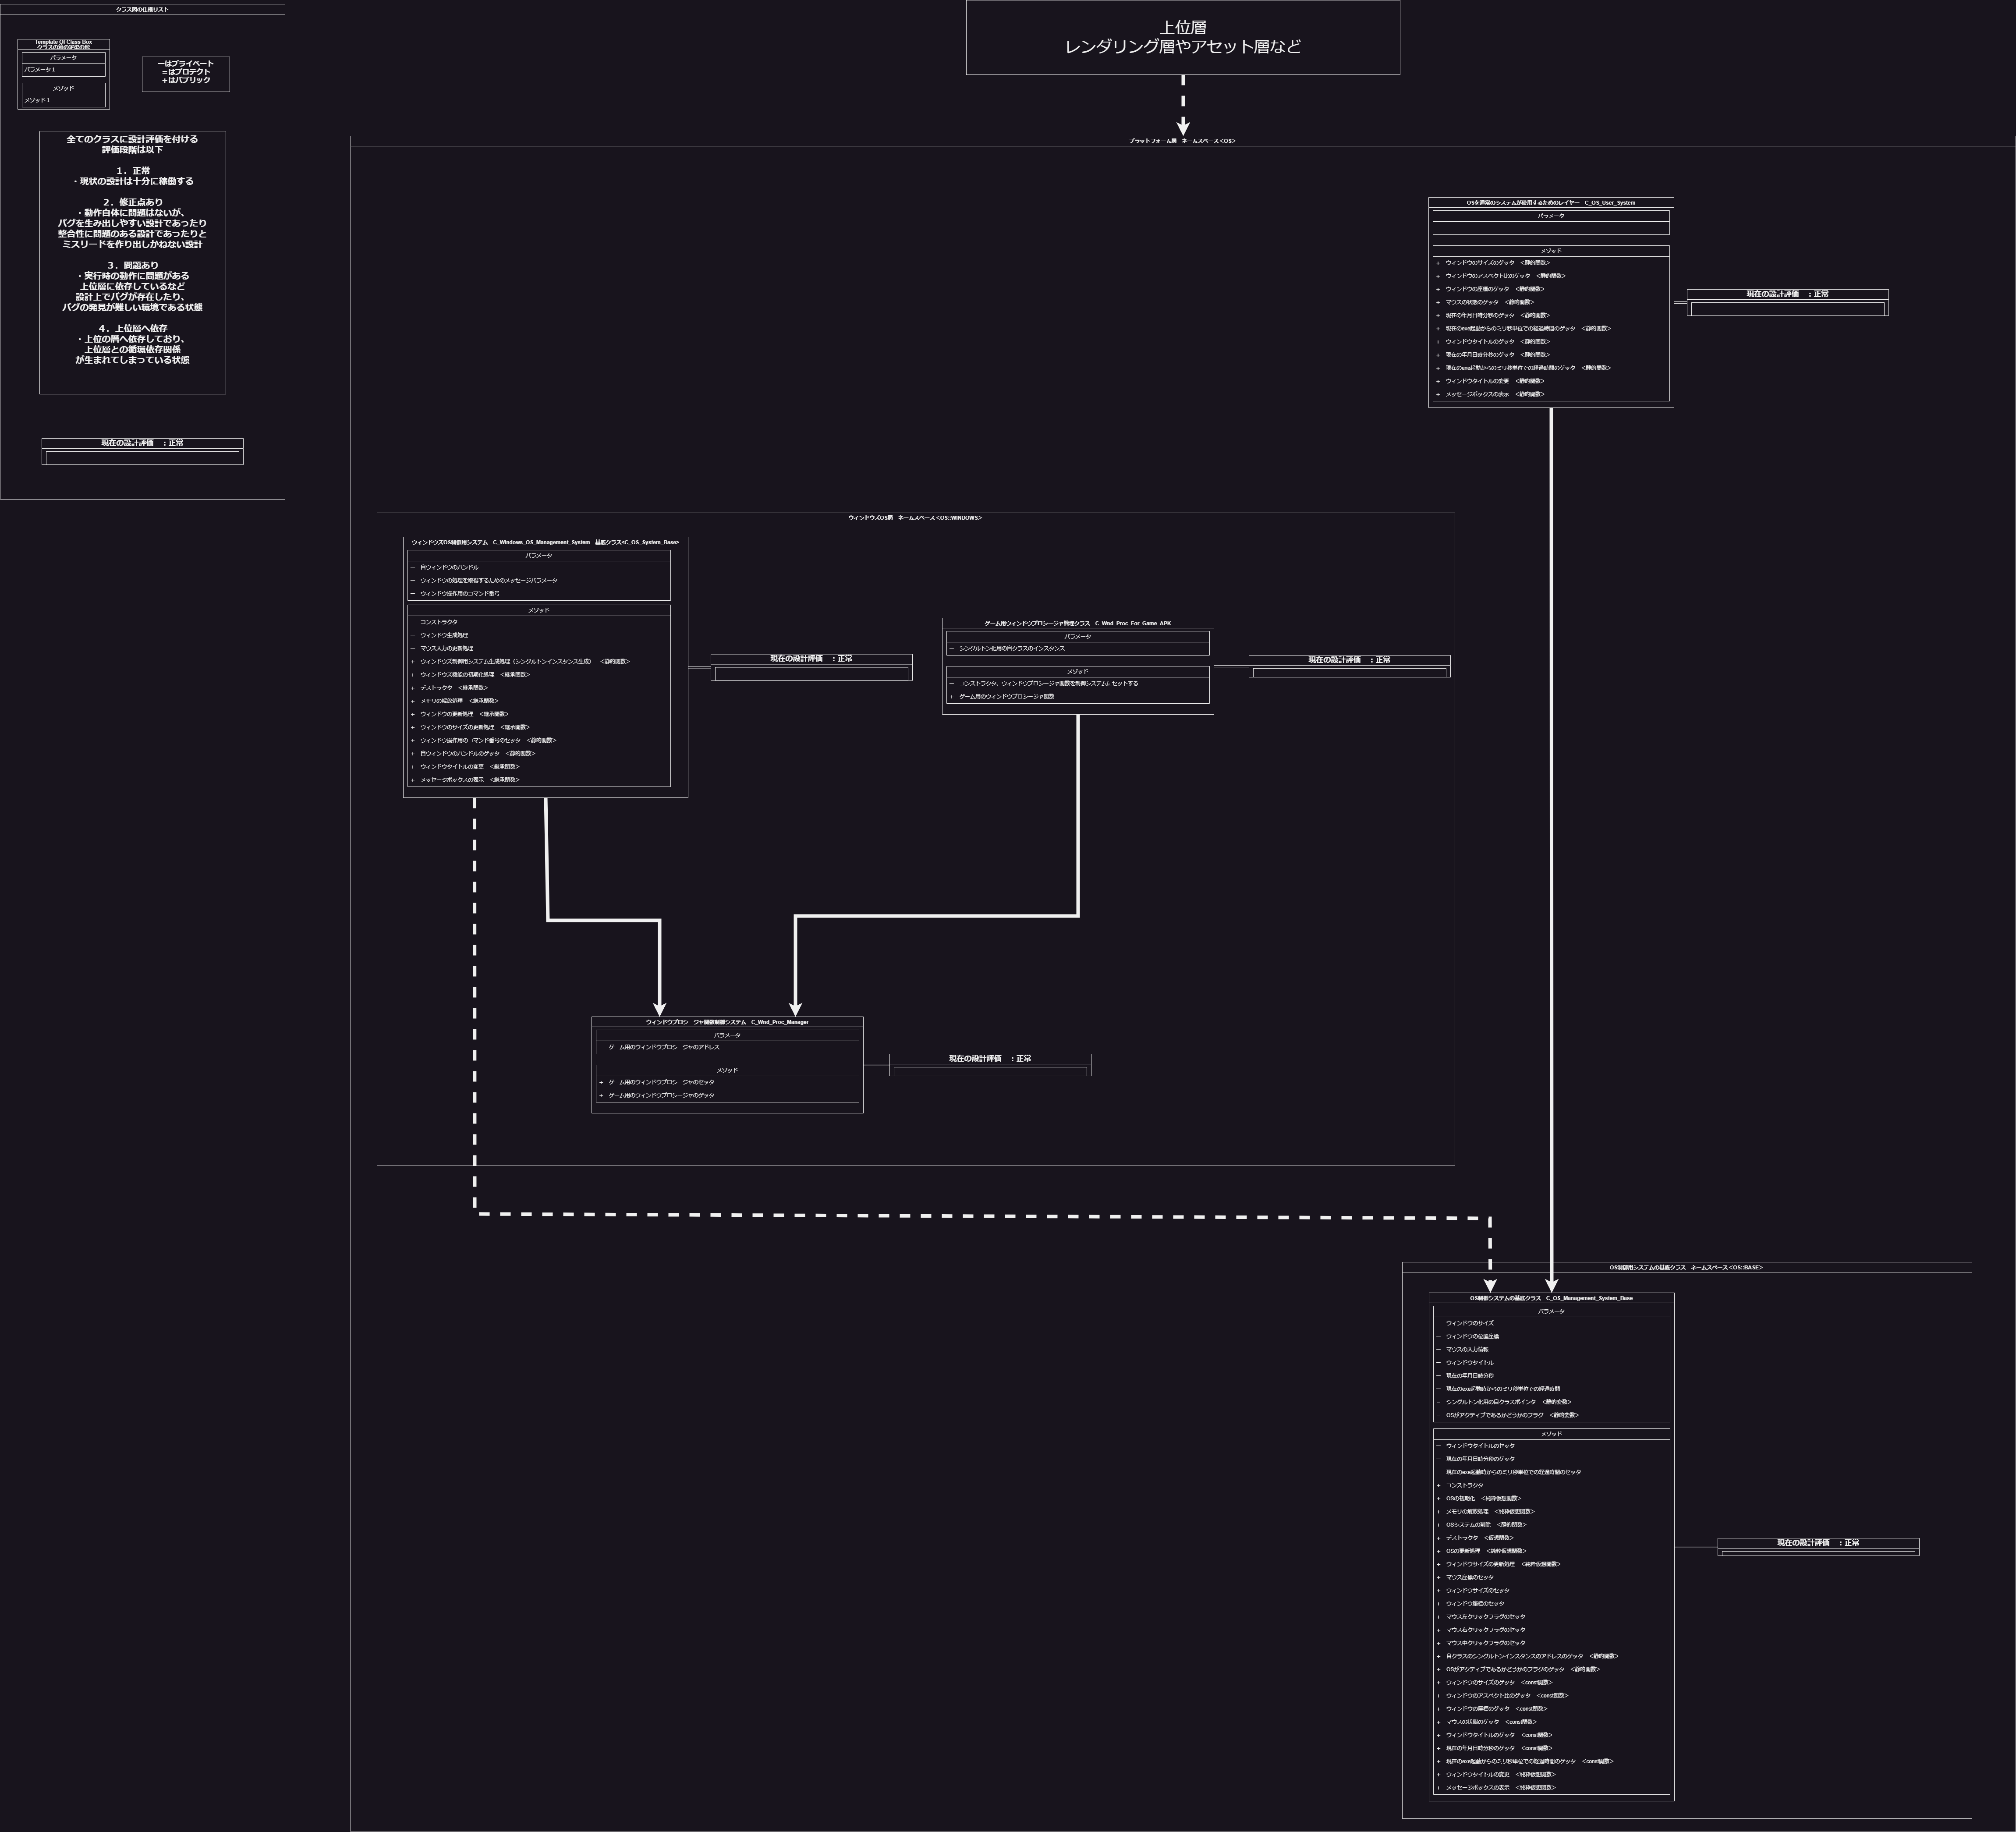 クラス図の仕様リスト
Template Of Class Box
クラスの箱の定型の形
パラメータ
パラメータ１
メゾッド
メゾッド１
ーはプライベート
=はプロテクト
＋はパブリック
全てのクラスに設計評価を付ける
評価段階は以下
１．正常
・現状の設計は十分に稼働する
２．修正点あり
・動作自体に問題はないが、
バグを生み出しやすい設計であったり
整合性に問題のある設計であったりと
ミスリードを作り出しかねない設計
３．問題あり
・実行時の動作に問題がある
上位層に依存しているなど
設計上でバグが存在したり、
バグの発見が難しい環境である状態
４．上位層へ依存
・上位の層へ依存しており、
上位層との循環依存関係
が生まれてしまっている状態
現在の設計評価　：正常
上位層
レンダリング層やアセット層など
プラットフォーム層　ネームスペース＜OS＞
OSを通常のシステムが使用するためのレイヤー　C_OS_User_System
パラメータ
メゾッド
+　ウィンドウのサイズのゲッタ　＜静的関数＞
+　ウィンドウのアスペクト比のゲッタ　＜静的関数＞
+　ウィンドウの座標のゲッタ　＜静的関数＞
+　マウスの状態のゲッタ　＜静的関数＞
+　現在の年月日時分秒のゲッタ　＜静的関数＞
+　現在のexe起動からのミリ秒単位での経過時間のゲッタ　＜静的関数＞
+　ウィンドウタイトルのゲッタ　＜静的関数＞
+　現在の年月日時分秒のゲッタ　＜静的関数＞
+　現在のexe起動からのミリ秒単位での経過時間のゲッタ　＜静的関数＞
+　ウィンドウタイトルの変更　＜静的関数＞
+　メッセージボックスの表示　＜静的関数＞
現在の設計評価　：正常
ウィンドウズOS層　ネームスペース＜OS::WINDOWS＞
ウィンドウズOS制御用システム　C_Windows_OS_Management_System　基底クラス<C_OS_System_Base>
パラメータ
ー　自ウィンドウのハンドル
ー　ウィンドウの処理を取得するためのメッセージパラメータ
ー　ウィンドウ操作用のコマンド番号
メゾッド
ー　コンストラクタ
ー　ウィンドウ生成処理
ー　マウス入力の更新処理
+　ウィンドウズ制御用システム生成処理（シングルトンインスタンス生成）　＜静的関数＞
+　ウィンドウズ機能の初期化処理　＜継承関数＞
+　デストラクタ　＜継承関数＞
+　メモリの解放処理　＜継承関数＞
+　ウィンドウの更新処理　＜継承関数＞
+　ウィンドウのサイズの更新処理　＜継承関数＞
+　ウィンドウ操作用のコマンド番号のセッタ　＜静的関数＞
+　自ウィンドウのハンドルのゲッタ　＜静的関数＞
+　ウィンドウタイトルの変更　＜継承関数＞
+　メッセージボックスの表示　＜継承関数＞
現在の設計評価　：正常
ゲーム用ウィンドウプロシージャ管理クラス　C_Wnd_Proc_For_Game_APK
パラメータ
ー　シングルトン化用の自クラスのインスタンス
メゾッド
ー　コンストラクタ、ウィンドウプロシージャ関数を制御システムにセットする
+　ゲーム用のウィンドウプロシージャ関数
現在の設計評価　：正常
ウィンドウプロシージャ関数制御システム　C_Wnd_Proc_Manager
パラメータ
ー　ゲーム用のウィンドウプロシージャのアドレス
メゾッド
+　ゲーム用のウィンドウプロシージャのセッタ
+　ゲーム用のウィンドウプロシージャのゲッタ
現在の設計評価　：正常
OS制御用システムの基底クラス　ネームスペース＜OS::BASE＞
OS制御システムの基底クラス　C_OS_Management_System_Base
パラメータ
ー　ウィンドウのサイズ
ー　ウィンドウの位置座標
ー　マウスの入力情報
ー　ウィンドウタイトル
ー　現在の年月日時分秒
ー　現在のexe起動時からのミリ秒単位での経過時間
=　シングルトン化用の自クラスポインタ　＜静的変数＞
=　OSがアクティブであるかどうかのフラグ　＜静的変数＞
メゾッド
ー　ウィンドウタイトルのセッタ
ー　現在の年月日時分秒のゲッタ
ー　現在のexe起動時からのミリ秒単位での経過時間のセッタ
+　コンストラクタ
+　OSの初期化　＜純粋仮想関数＞
+　メモリの解放処理　＜純粋仮想関数＞
+　OSシステムの削除　＜静的関数＞
+　デストラクタ　＜仮想関数＞
+　OSの更新処理　＜純粋仮想関数＞
+　ウィンドウサイズの更新処理　＜純粋仮想関数＞
+　マウス座標のセッタ
+　ウィンドウサイズのセッタ
+　ウィンドウ座標のセッタ
+　マウス左クリックフラグのセッタ
+　マウス右クリックフラグのセッタ
+　マウス中クリックフラグのセッタ
+　自クラスのシングルトンインスタンスのアドレスのゲッタ　＜静的関数＞
+　OSがアクティブであるかどうかのフラグのゲッタ　＜静的関数＞
+　ウィンドウのサイズのゲッタ　＜const関数＞
+　ウィンドウのアスペクト比のゲッタ　＜const関数＞
+　ウィンドウの座標のゲッタ　＜const関数＞
+　マウスの状態のゲッタ　＜const関数＞
+　ウィンドウタイトルのゲッタ　＜const関数＞
+　現在の年月日時分秒のゲッタ　＜const関数＞
+　現在のexe起動からのミリ秒単位での経過時間のゲッタ　＜const関数＞
+　ウィンドウタイトルの変更　＜純粋仮想関数＞
+　メッセージボックスの表示　＜純粋仮想関数＞
現在の設計評価　：正常